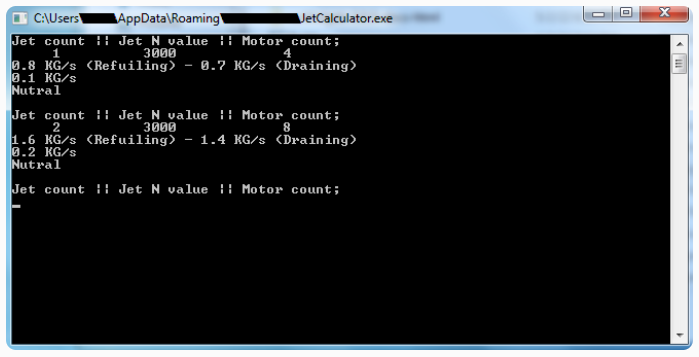 C:\Users AppData\Roaming JetCalculator.exe
Jet count || Jet N value || Motor count;
1 3000 4
0.8 KG/s (Refuiling) - 0.7 KG/s (Draining)
0.1 KG/s
Nutral
Jet count || Jet N value || Motor count;
2 3000 8
1.6 KG/s (Refuiling) - 1.4 KG/s (Draining)
0.2 KG/s
Nutral
Jet count || Jet N value || Motor count;